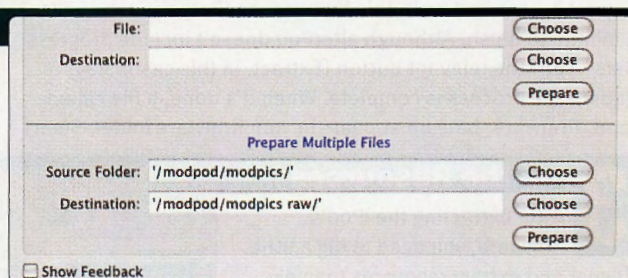 File: Choose
Destination: Choose
Prepare
Prepare Multiple Files
Source Folder: '/modpod/modpics/' Choose
Destination: '/modpod/modpics raw/' Choose
Prepare
Show Feedback